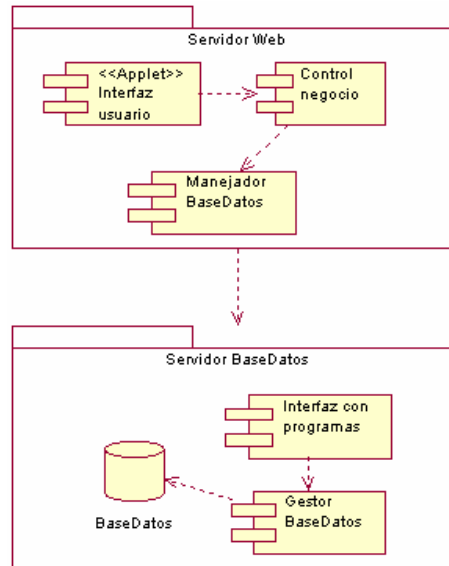 Servidor Web
<<Applet>>
Interfaz
usuario
Control
negocio
Manejador
BaseDatos
Servidor BaseDatos
Interfaz con
programas
Gestor
BaseDatos
BaseDatos